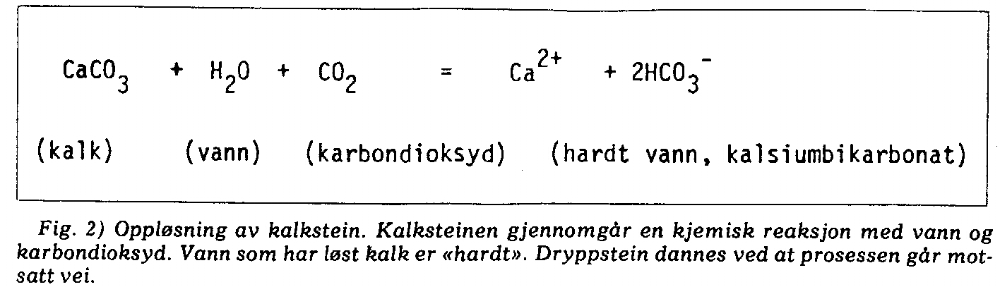 CaCO₃ + H₂O + CO₂ = Ca²⁺ + 2HCO₃⁻
(kalk) (vann) (karbondioksyd) (hardt vann, kalsiumbikarbonat)
Fig. 2) Oppløsning av kalkstein. Kalksteinen gjennomgår en kjemisk reaksjon med vann og
karbondioksyd. Vann som har løst kalk er «hardt». Dryppstein dannes ved at prosessen går mot-
satt vei.